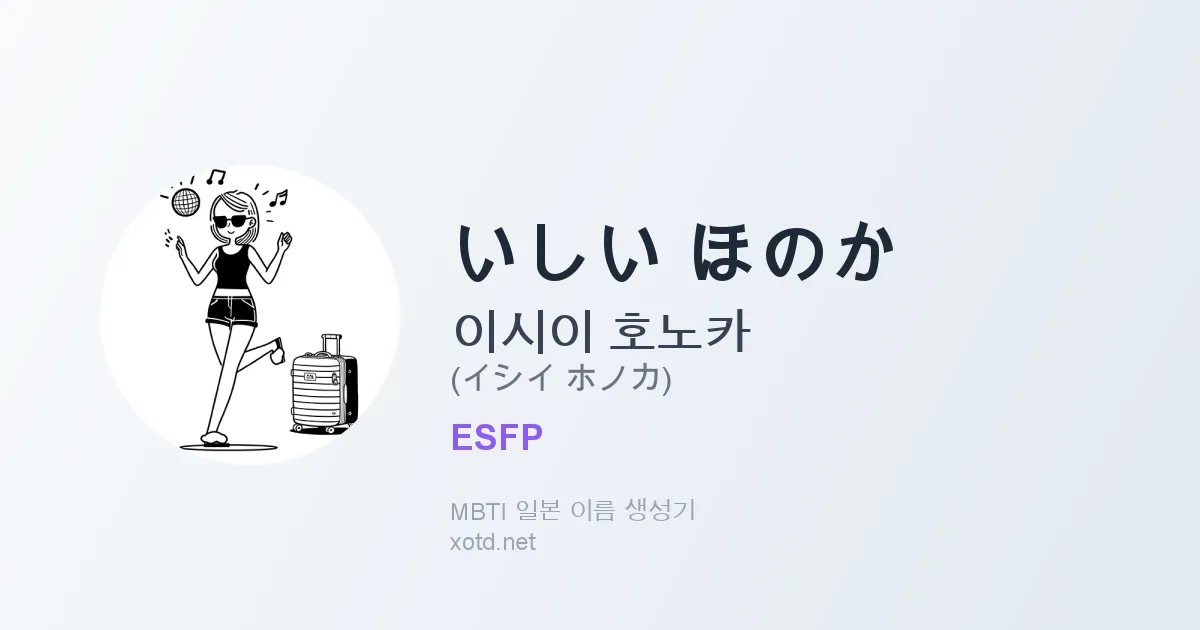 いしい ほのか
이시이 호노카
(イシイ ホノカ)
ESFP
MBTI 일본 이름 생성기
xotd.net